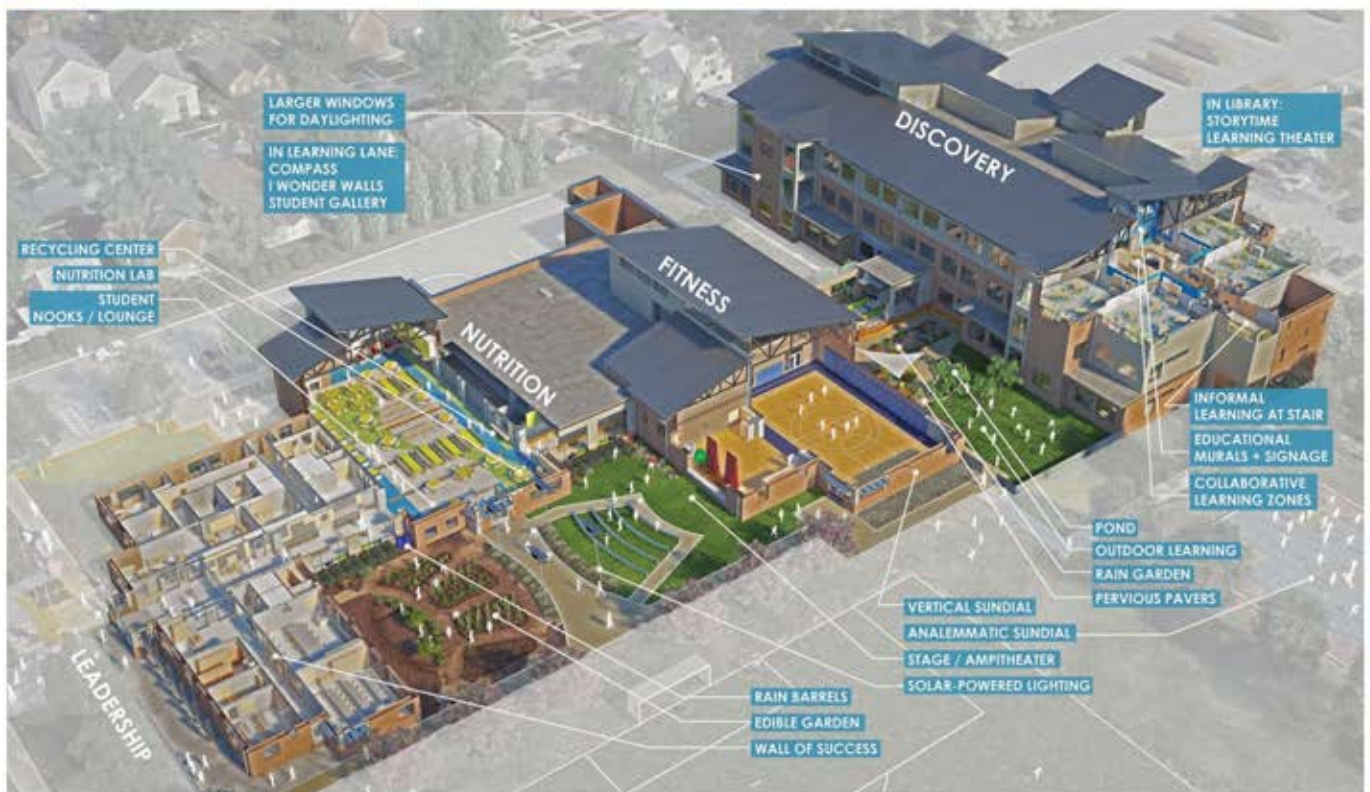 LARGER WINDOWS
FOR DAYLIGHTING
IN LEARNING LANE:
COMPASS
I WONDER WALLS
STUDENT GALLERY
IN LIBRARY:
STORYTIME
LEARNING THEATER
DISCOVERY
RECYCLING CENTER
NUTRITION LAB
STUDENT
NOOKS / LOUNGE
FITNESS
NUTRITION
INFORMAL
LEARNING AT STAIR
EDUCATIONAL
MURALS + SIGNAGE
COLLABORATIVE
LEARNING ZONES
POND
OUTDOOR LEARNING
RAIN GARDEN
PERVIOUS PAVERS
VERTICAL SUNDIAL
ANALEMMATIC SUNDIAL
STAGE / AMPITHEATER
SOLAR-POWERED LIGHTING
RAIN BARRELS
EDIBLE GARDEN
WALL OF SUCCESS
LEADERSHIP